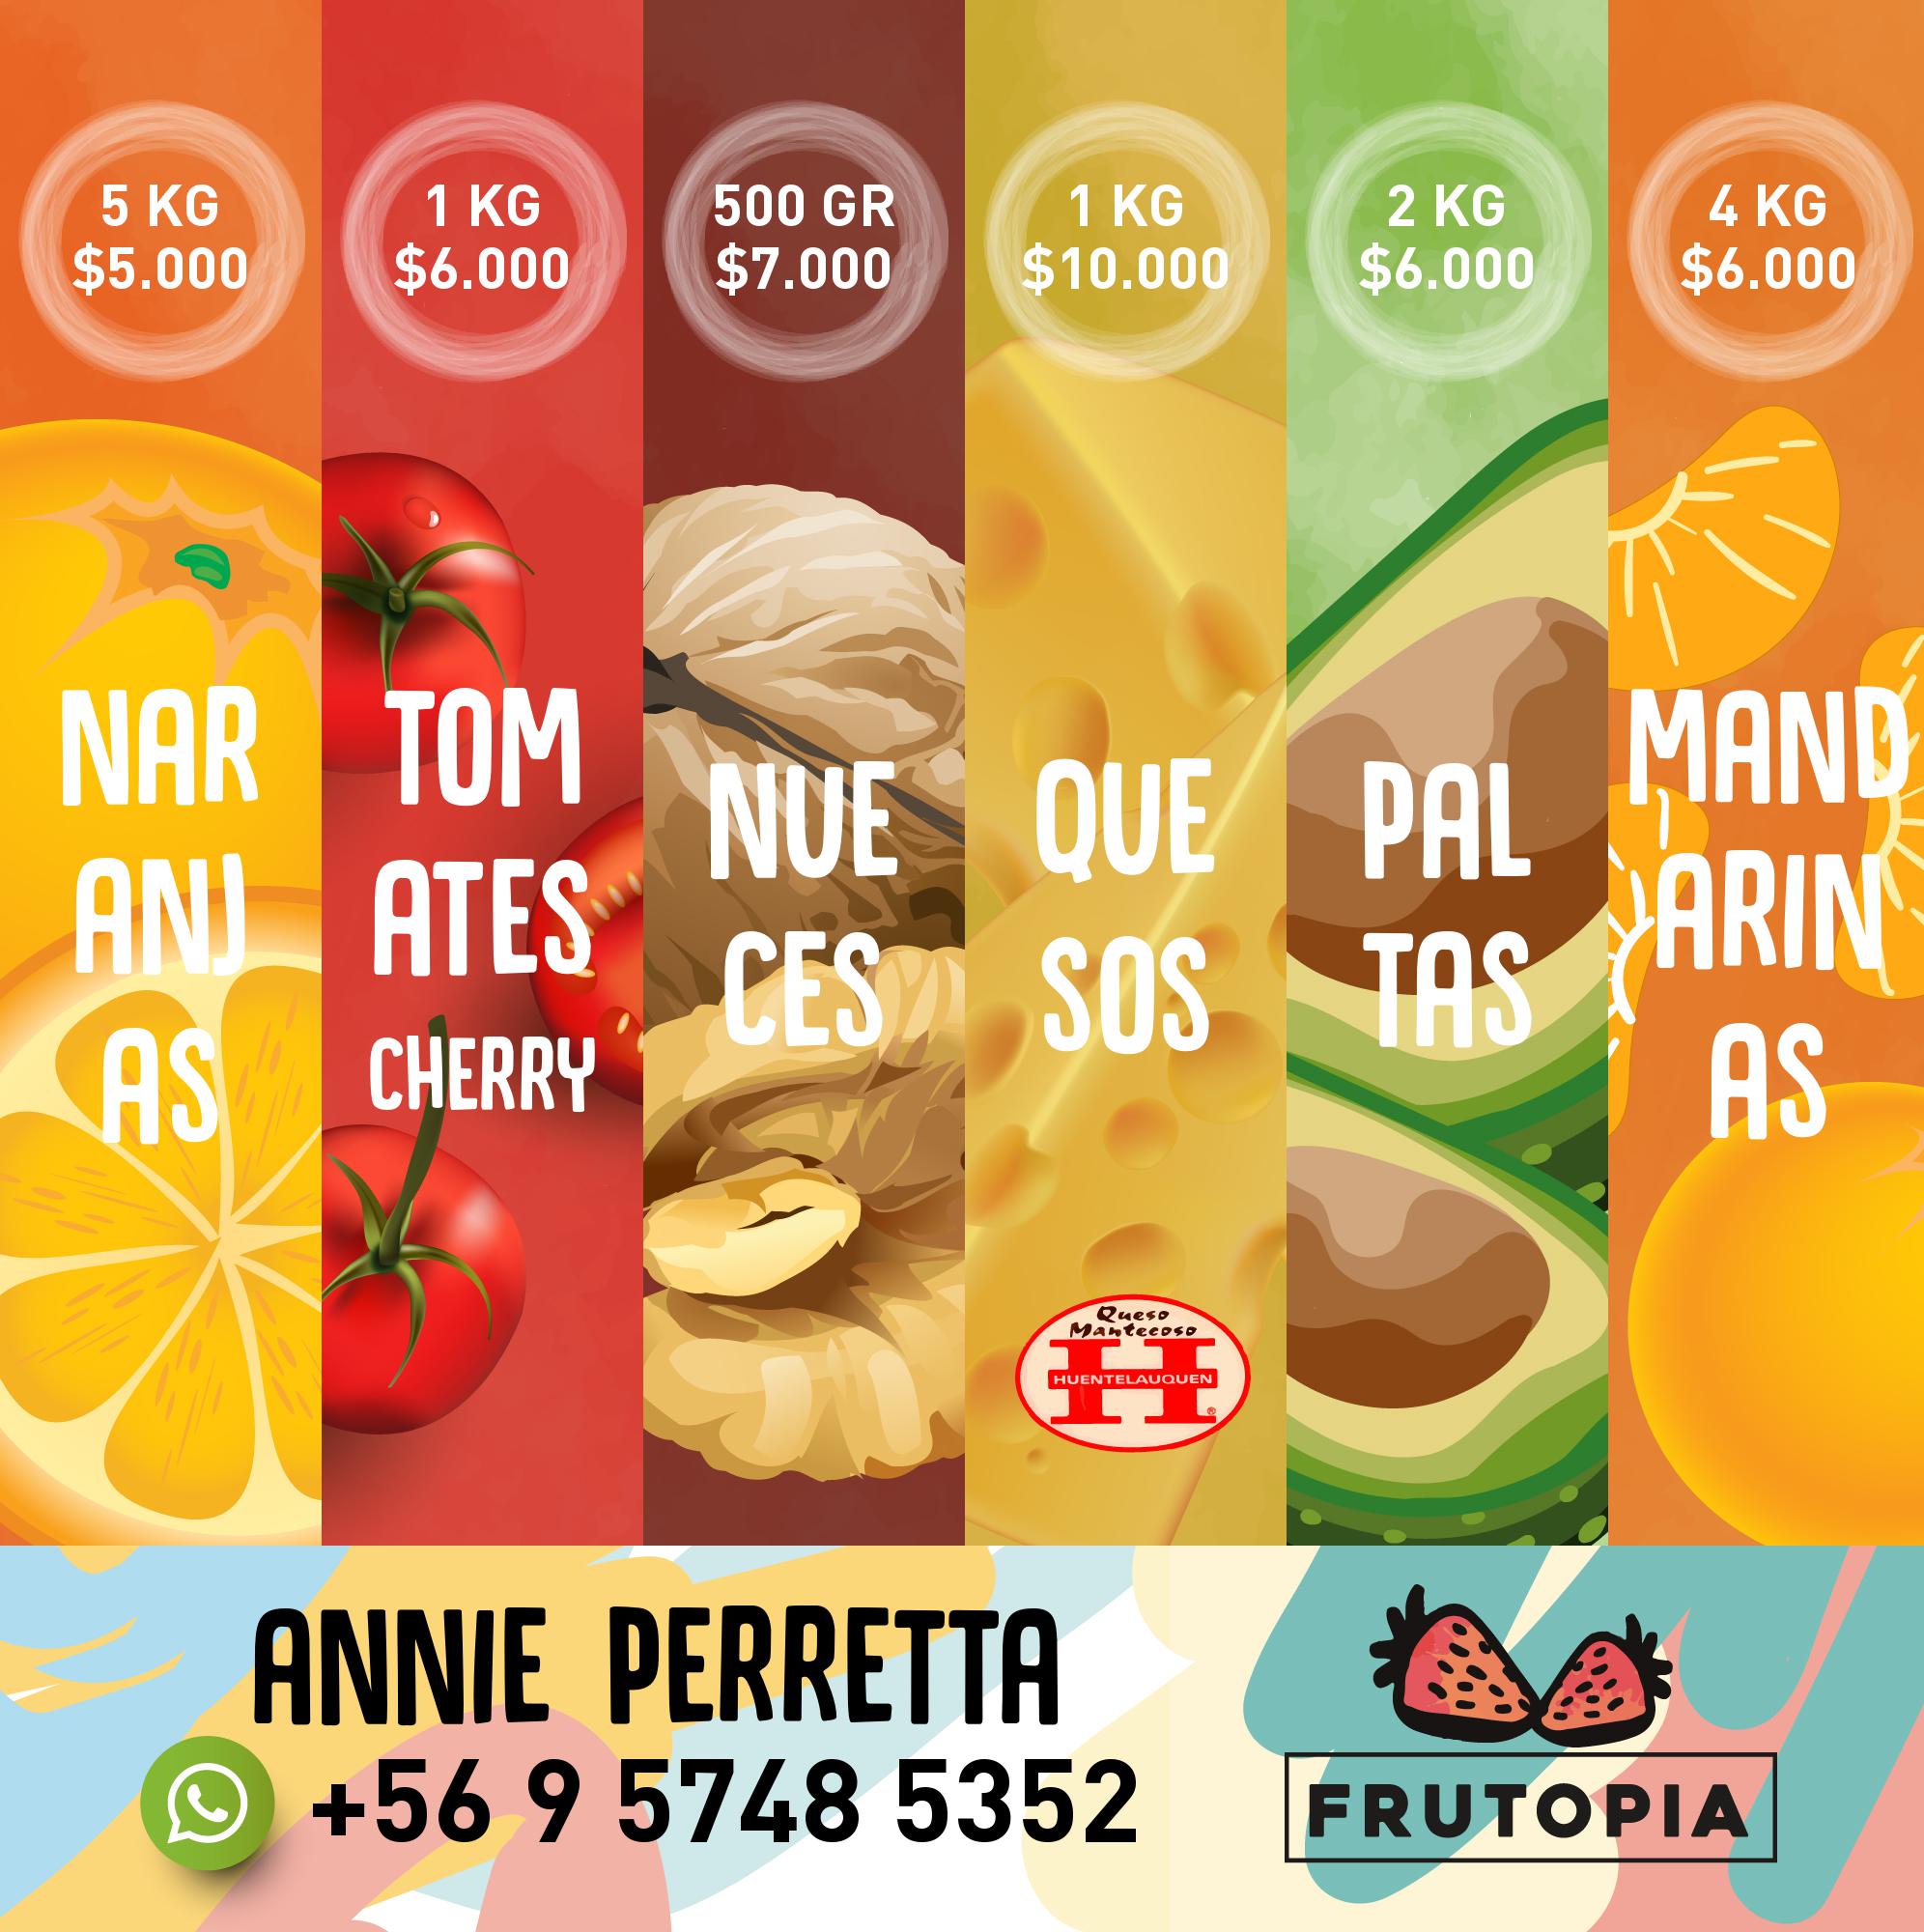 5 KG
$5.000
NAR
ANJ
AS
1 KG
$6.000
TOM
ATES
CHERRY
500 GR
$7.000
NUE
CES
1 KG
$10.000
QUE
SOS
Queso
Mantecoso
H
HUENTELAUQUEN
®
2 KG
$6.000
PAL
TAS
4 KG
$6.000
MAND
ARIN
AS
ANNIE PERRETTA
+56 9 5748 5352
FRUTOPIA